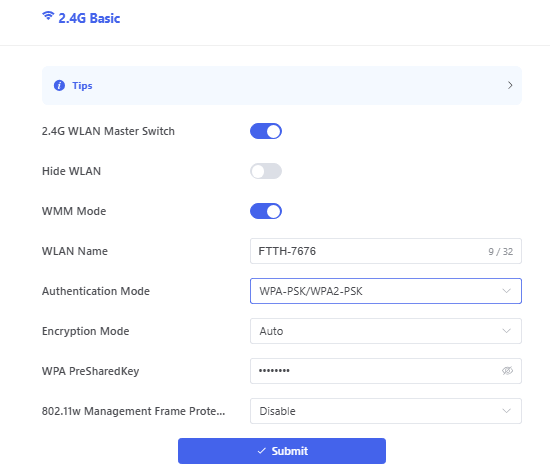 2.4G Basic
Tips
2.4G WLAN Master Switch
Hide WLAN
WMM Mode
WLAN Name FTTH-7676 9 / 32
Authentication Mode WPA-PSK/WPA2-PSK
Encryption Mode Auto
WPA PreSharedKey ••••••••
802.11w Management Frame Prote... Disable
Submit